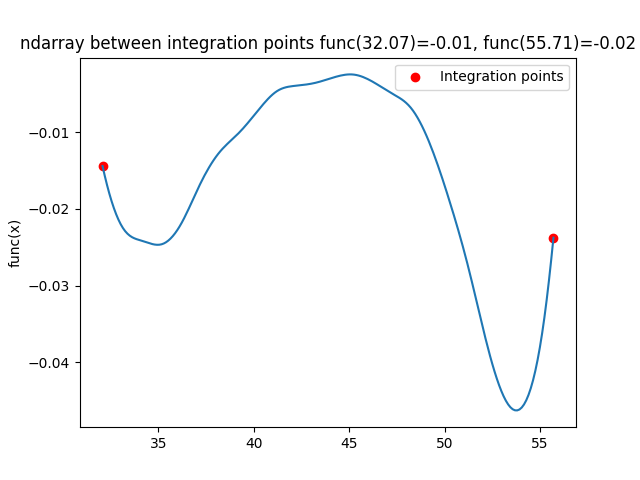 ndarray between integration points func(32.07)=-0.01, func(55.71)=-0.02
Integration points
func(x)
−0.01
−0.02
−0.03
−0.04
35 40 45 50 55